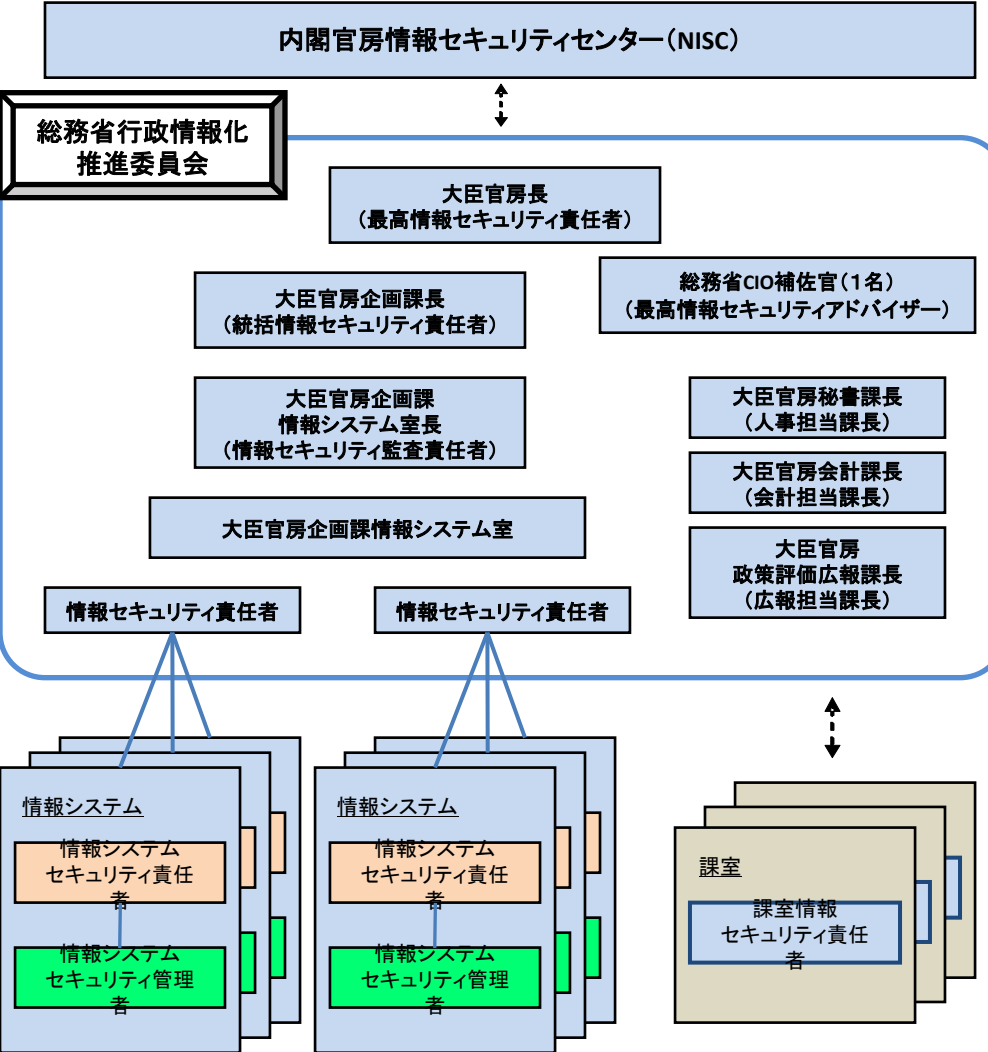 内閣官房情報セキュリティセンター(NISC)
総務省行政情報化
推進委員会
大臣官房長
(最高情報セキュリティ責任者)
総務省CIO補佐官(1名)
(最高情報セキュリティアドバイザー)
大臣官房企画課長
(統括情報セキュリティ責任者)
大臣官房企画課
情報システム室長
(情報セキュリティ監査責任者)
大臣官房秘書課長
(人事担当課長)
大臣官房会計課長
(会計担当課長)
大臣官房企画課情報システム室
大臣官房
政策評価広報課長
(広報担当課長)
情報セキュリティ責任者
情報セキュリティ責任者
情報システム
情報システム
セキュリティ責任
者
情報システム
セキュリティ管理
者
情報システム
情報システム
セキュリティ責任
者
情報システム
セキュリティ管理
者
課室
課室情報
セキュリティ責任
者